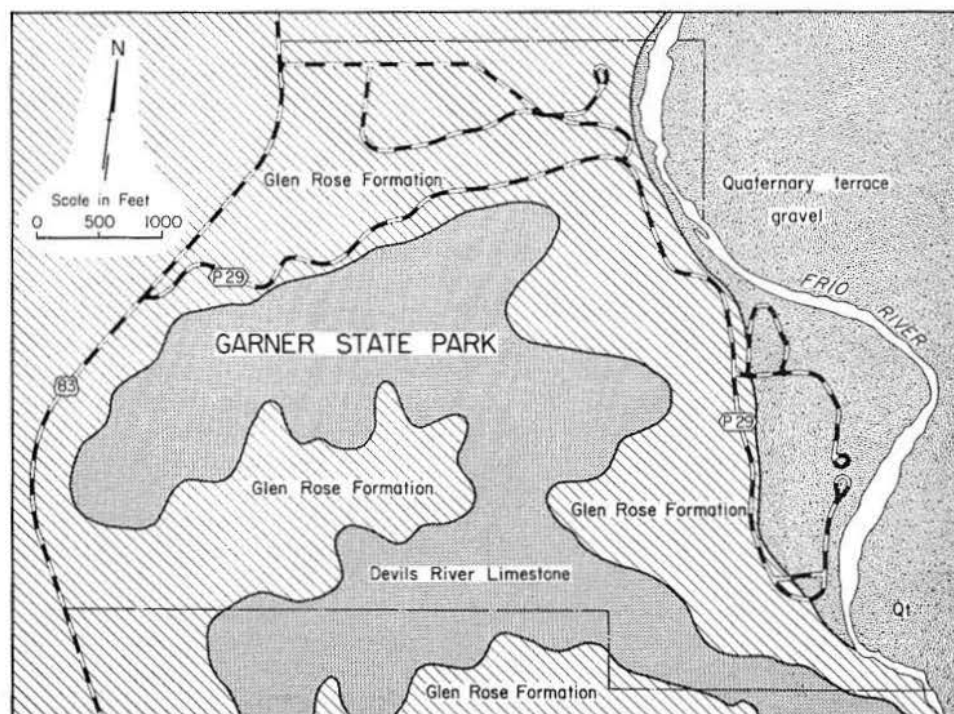 N
Scale in Feet
0 500 1000
Glen Rose Formation
Quaternary terrace
gravel
P 29
FRIO
RIVER
GARNER STATE PARK
83
P 29
Glen Rose Formation
Glen Rose Formation
Devils River Limestone
Qt
Glen Rose Formation